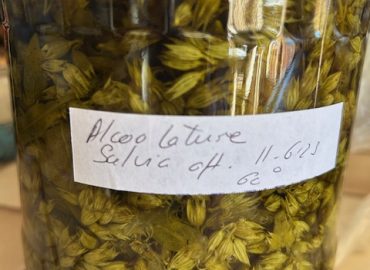 Alcoolature
Salvia off. 11.6.23
62°